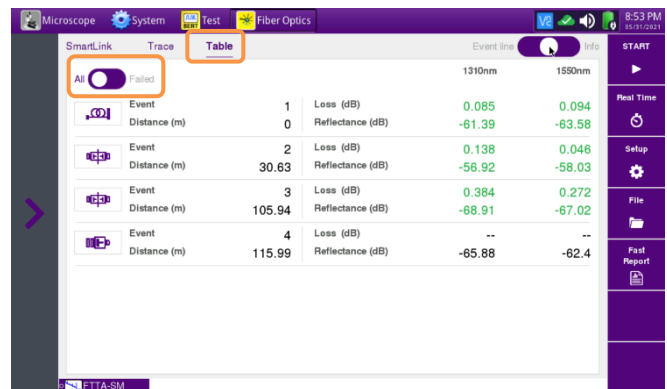 Microscope System Test Fiber Optics V2 8:53 PM
05/31/2021
SmartLink Trace Table Event line Info START
All Failed 1310nm 1550nm
Event 1 Loss (dB) 0.085 0.094
Distance (m) 0 Reflectance (dB) -61.39 -63.58
Real Time
Event 2 Loss (dB) 0.138 0.046
Distance (m) 30.63 Reflectance (dB) -56.92 -58.03
Setup
Event 3 Loss (dB) 0.384 0.272
Distance (m) 105.94 Reflectance (dB) -68.91 -67.02
File
Event 4 Loss (dB) -- --
Distance (m) 115.99 Reflectance (dB) -65.88 -62.4
Fast
Report
FTTA-SM